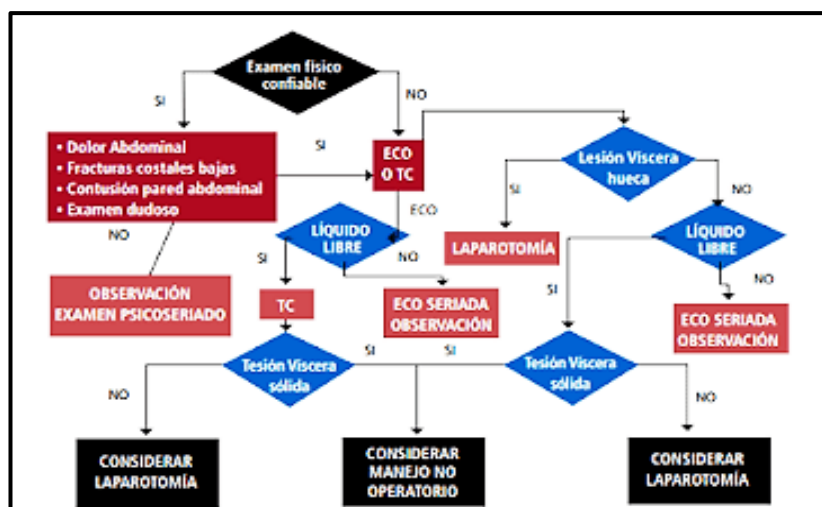 Examen físico
confiable
SI
NO
• Dolor Abdominal
• Fracturas costales bajas
• Contusión pared abdominal
• Examen dudoso
SI
ECO
O TC
Lesión Viscera
hueca
SI
NO
NO
ECO
LÍQUIDO
LIBRE
LAPAROTOMÍA
LÍQUIDO
LIBRE
SI
NO
SI
NO
OBSERVACIÓN
EXAMEN PSICOSERIADO
TC
ECO SERIADA
OBSERVACIÓN
ECO SERIADA
OBSERVACIÓN
Tesión Viscera
sólida
SI
SI
Tesión Viscera
sólida
NO
NO
CONSIDERAR
LAPAROTOMÍA
CONSIDERAR
MANEJO NO
OPERATORIO
CONSIDERAR
LAPAROTOMÍA